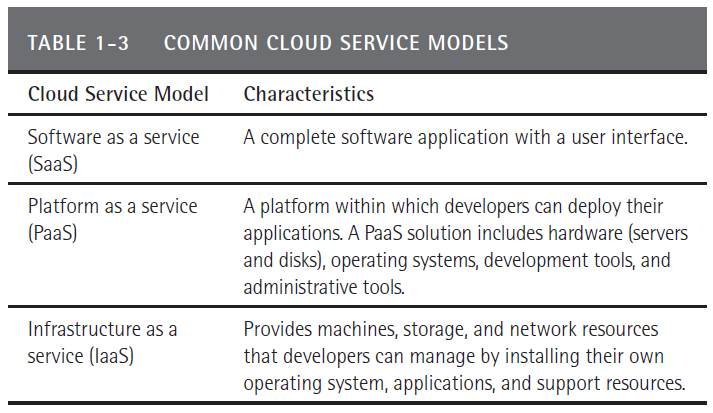 TABLE 1-3 COMMON CLOUD SERVICE MODELS
Cloud Service Model Characteristics
Software as a service A complete software application with a user interface.
(SaaS)
Platform as a service A platform within which developers can deploy their
(PaaS) applications. A PaaS solution includes hardware (servers
and disks), operating systems, development tools, and
administrative tools.
Infrastructure as a Provides machines, storage, and network resources
service (IaaS) that developers can manage by installing their own
operating system, applications, and support resources.